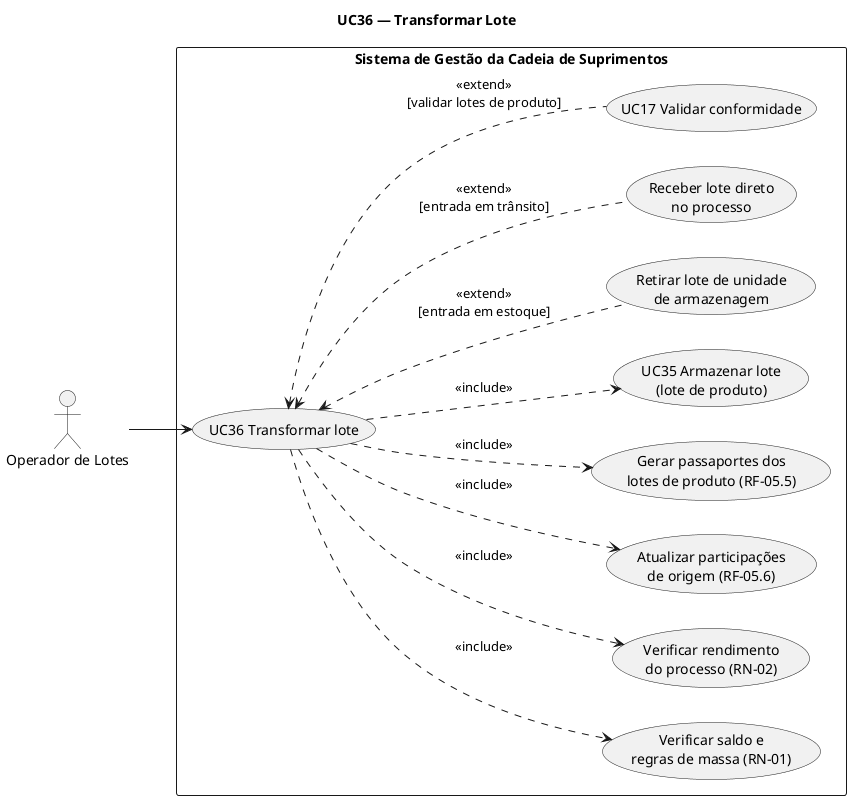 UC36 — Transformar Lote
Sistema de Gestão da Cadeia de Suprimentos
«extend»
[validar lotes de produto]
UC17 Validar conformidade
«extend»
[entrada em trânsito]
Receber lote direto
no processo
«extend»
[entrada em estoque]
Retirar lote de unidade
de armazenagem
«include»
UC35 Armazenar lote
(lote de produto)
Operador de Lotes
UC36 Transformar lote
«include»
Gerar passaportes dos
lotes de produto (RF-05.5)
«include»
Atualizar participações
de origem (RF-05.6)
«include»
Verificar rendimento
do processo (RN-02)
«include»
Verificar saldo e
regras de massa (RN-01)